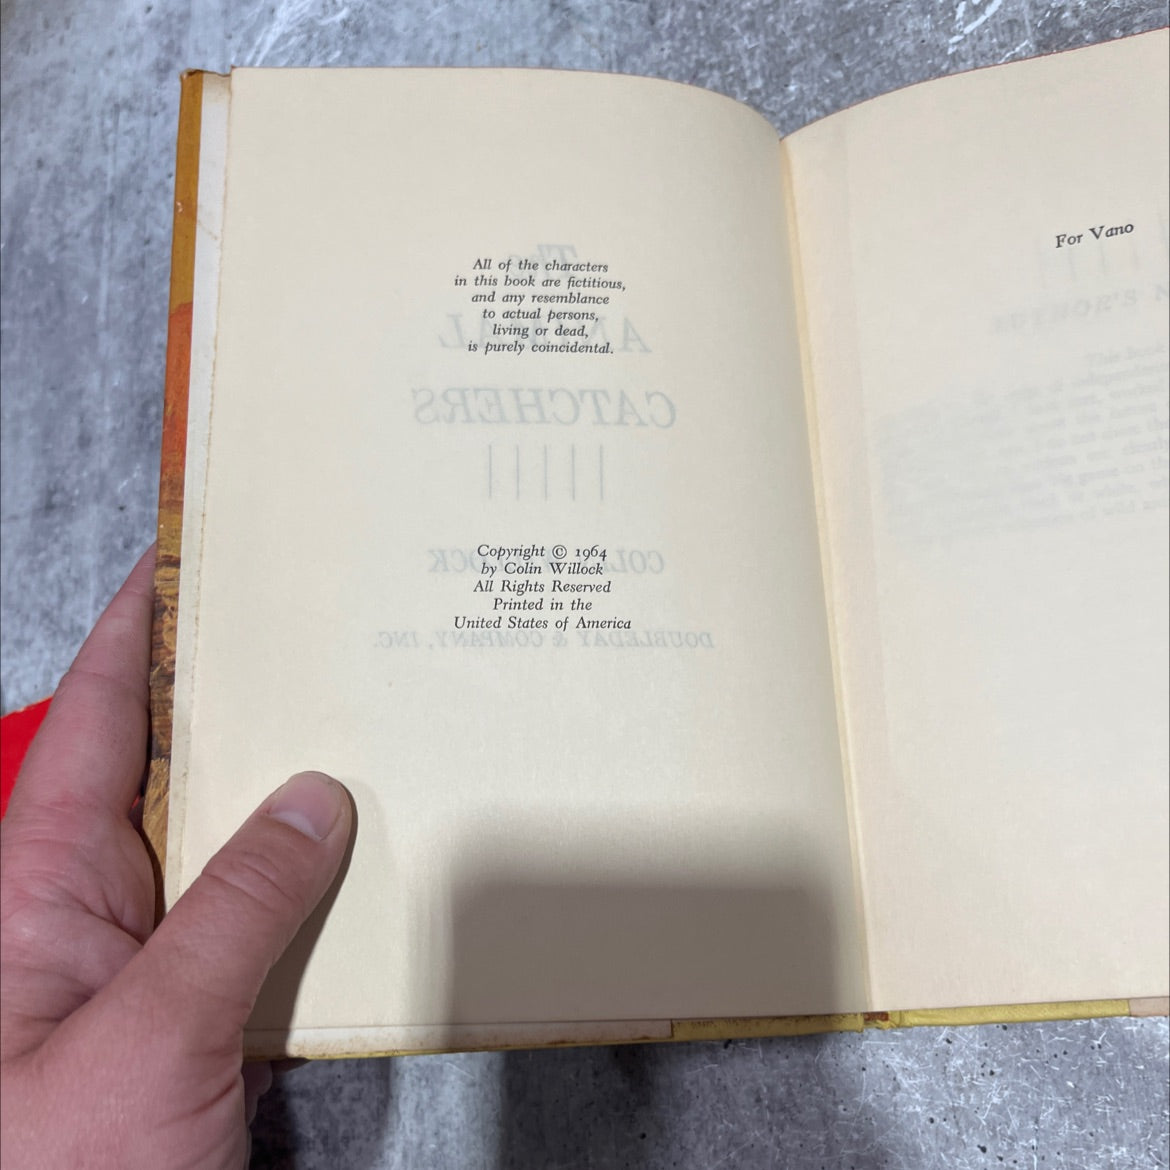 All of the characters
in this book are fictitious,
and any resemblance
to actual persons,
living or dead,
is purely coincidental.
Copyright © 1964
by Colin Willock
All Rights Reserved
Printed in the
United States of America
For Vano